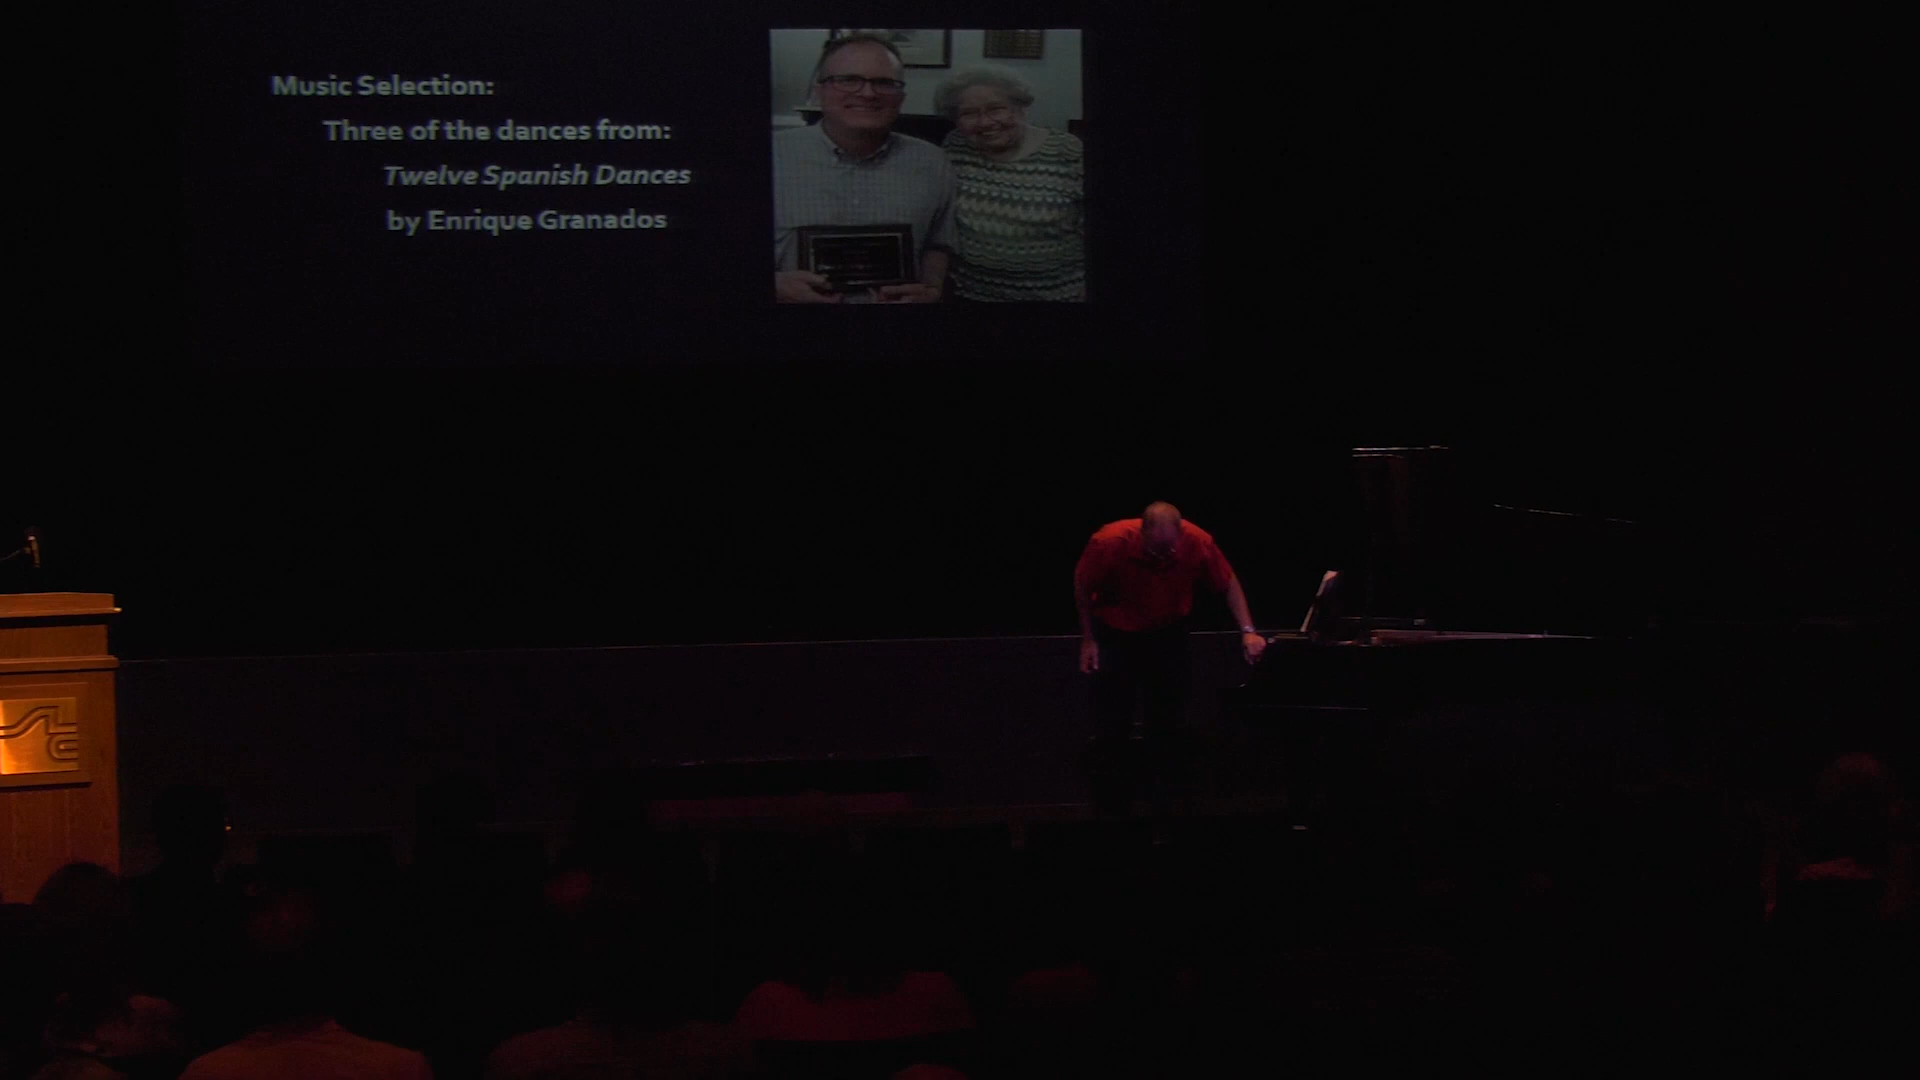 Music Selection:
Three of the dances from:
Twelve Spanish Dances
by Enrique Granados